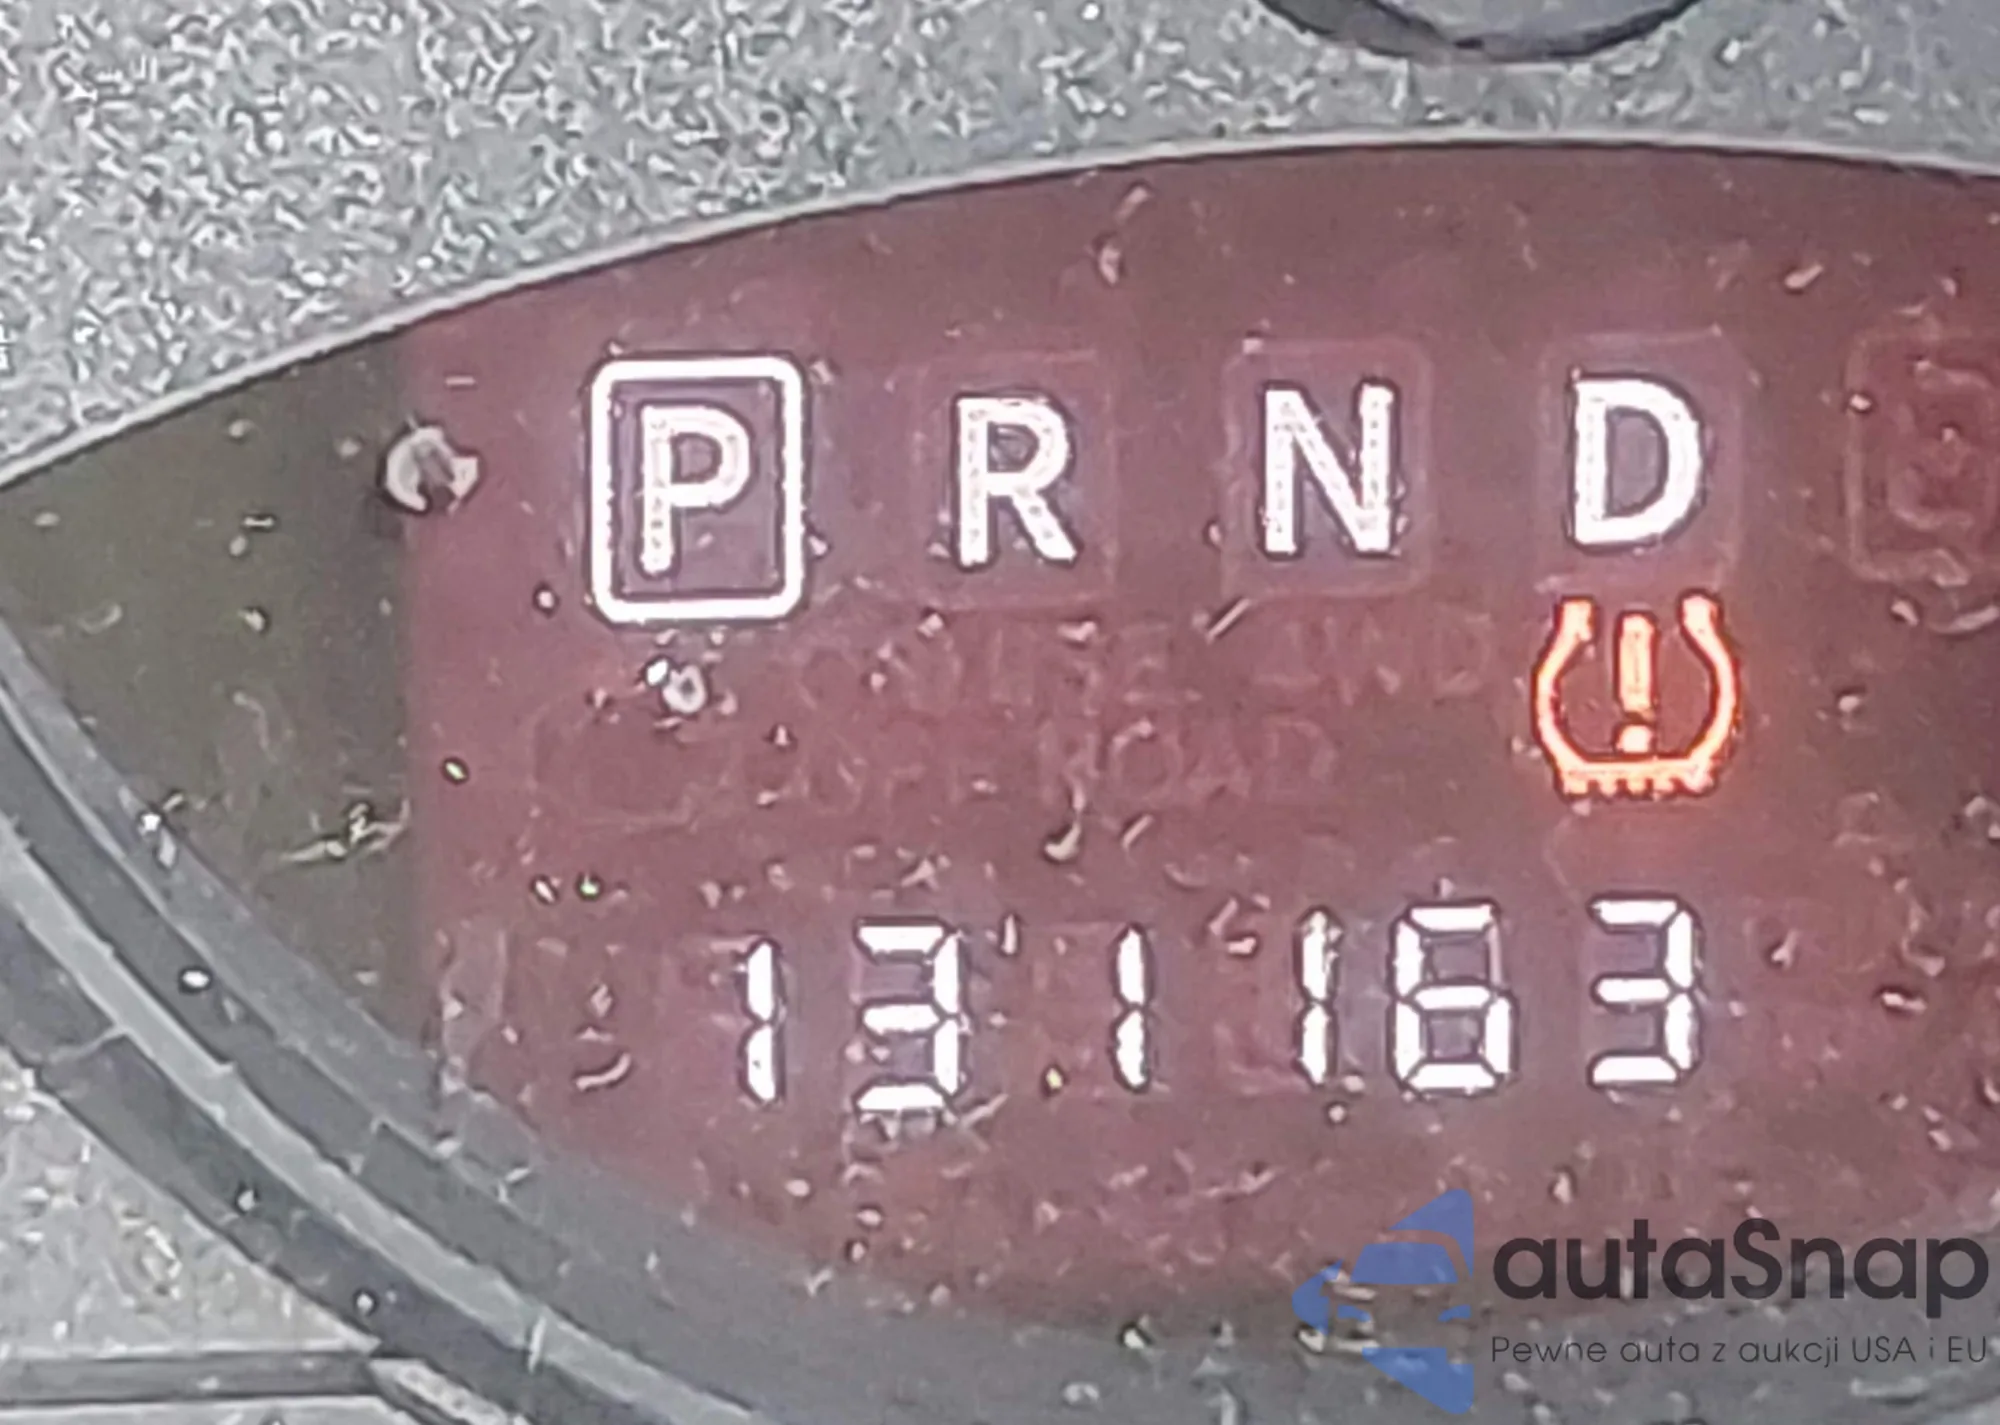 P R N D
131163
autaSnap
Pewne auta z aukcji USA i EU